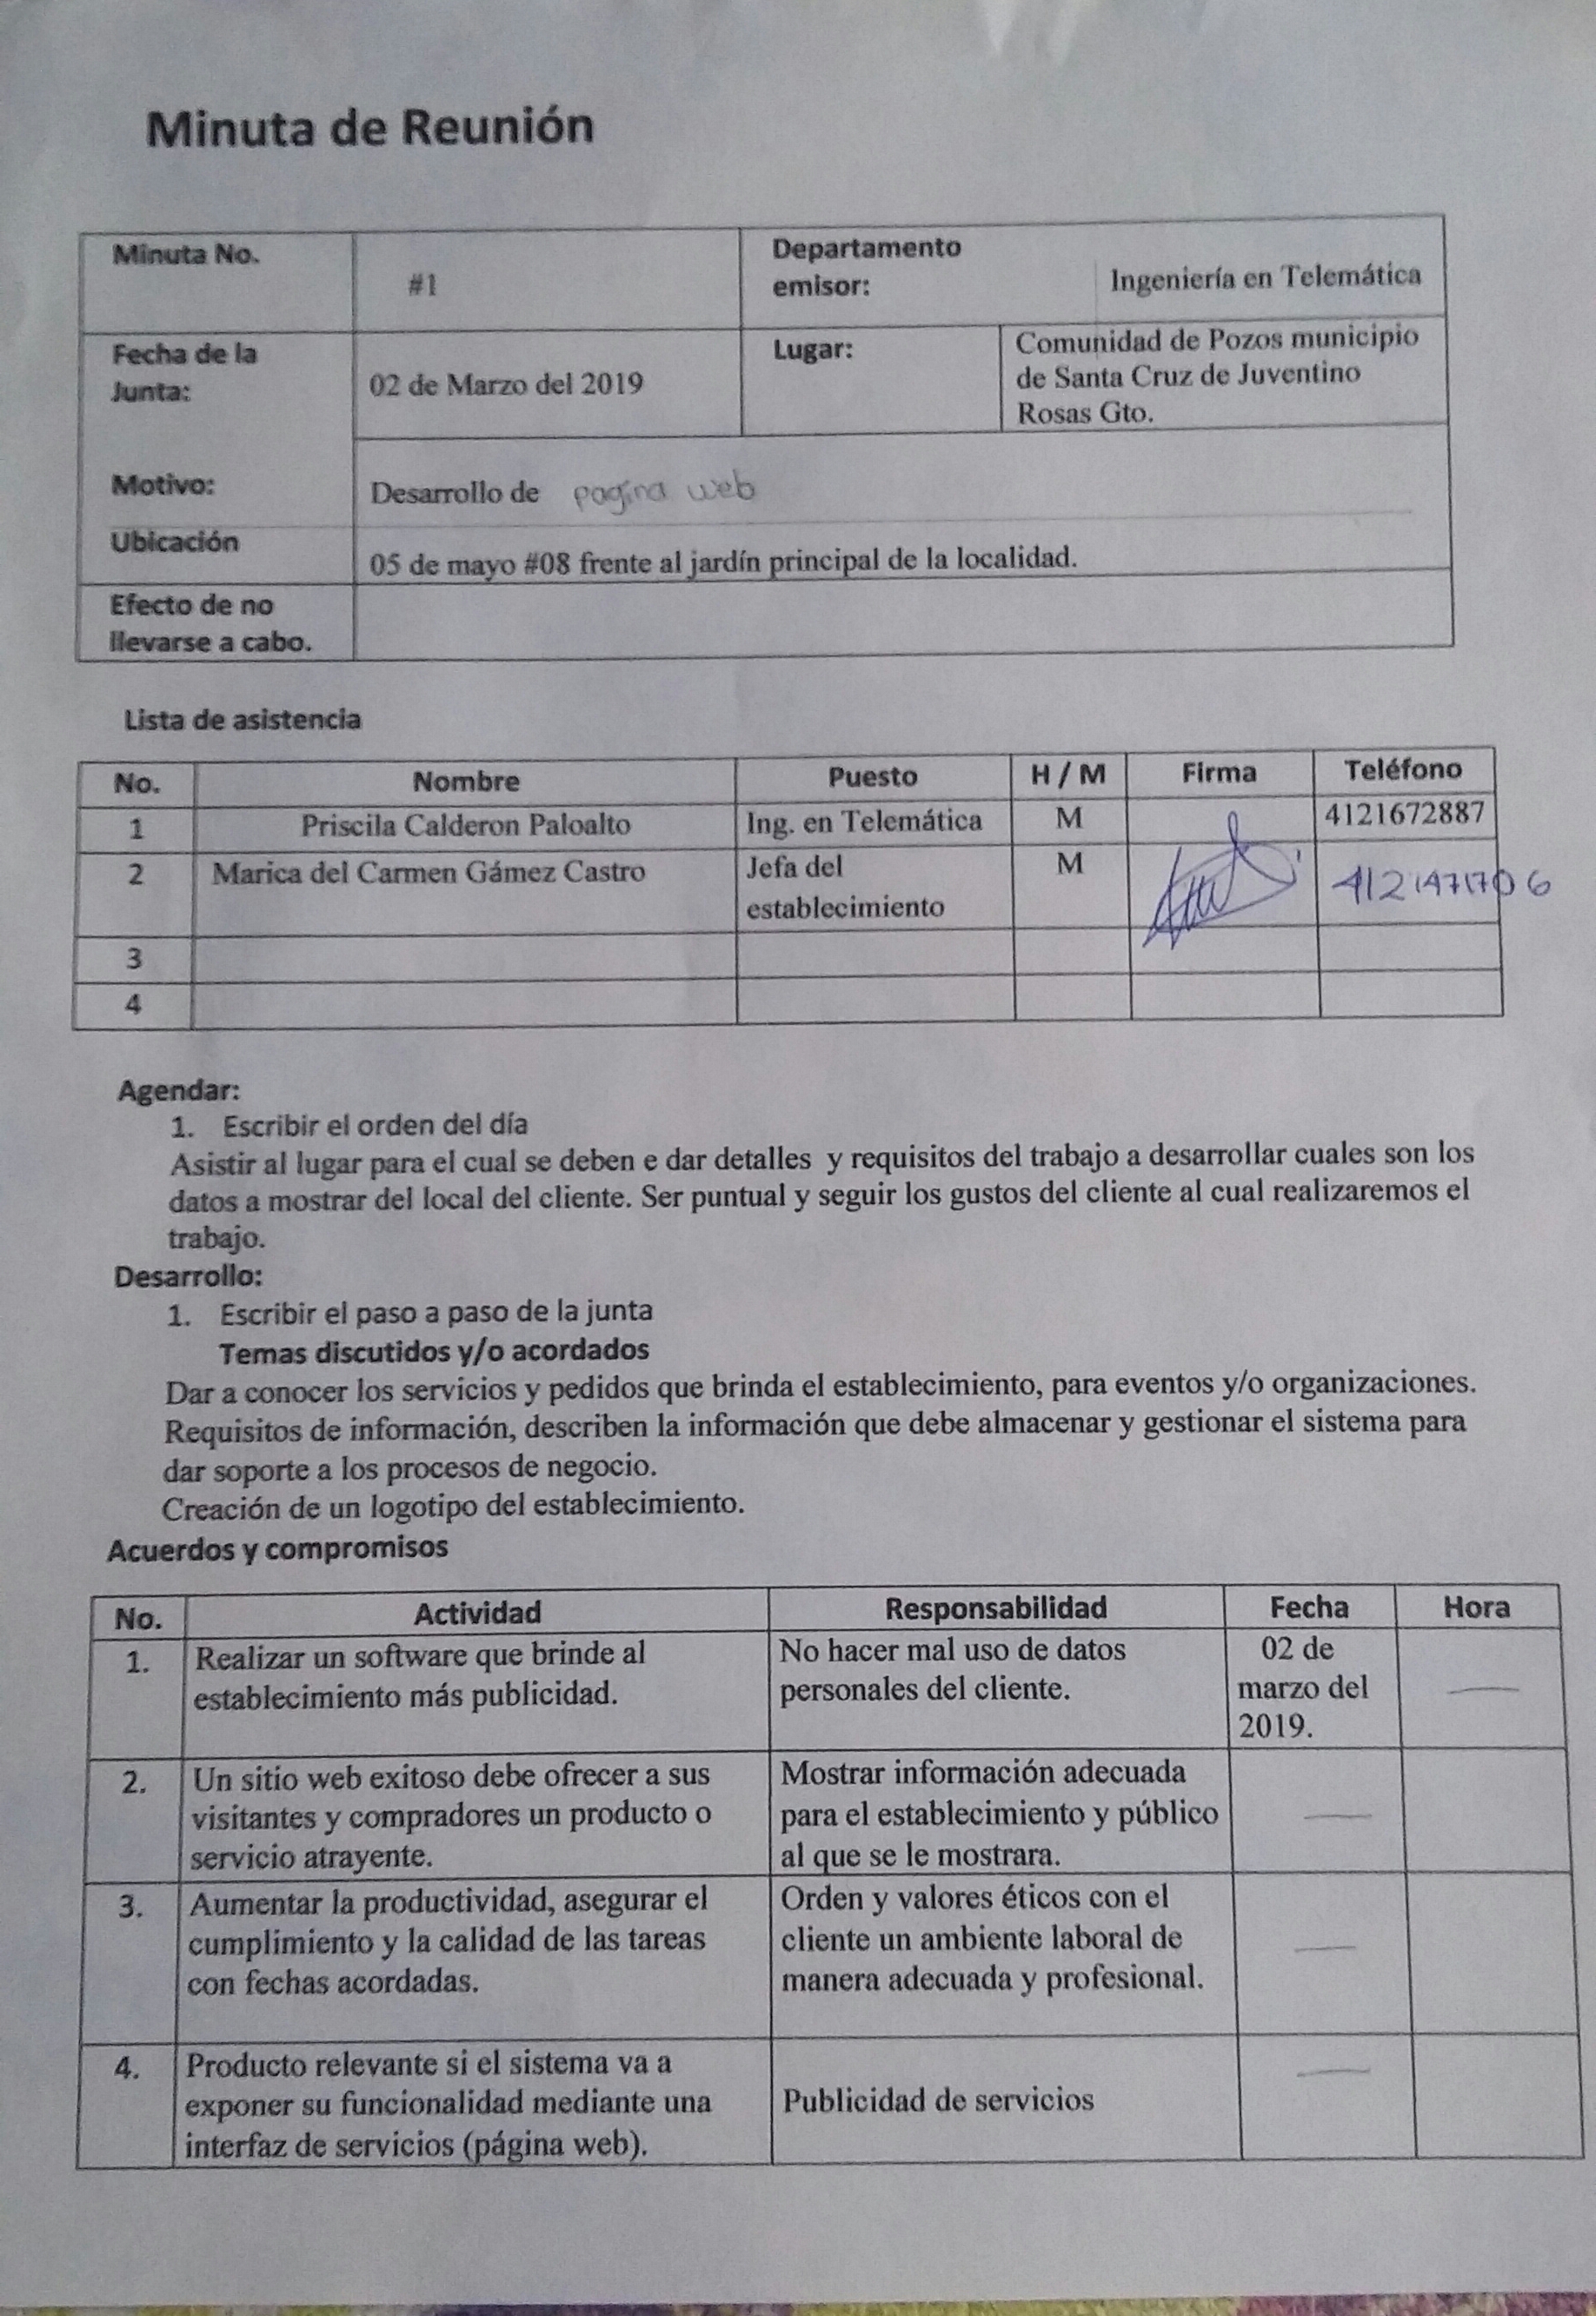 Minuta de Reunión
Minuta No.
#1
Departamento
emisor:
Ingeniería en Telemática
Fecha de la
Junta:
02 de Marzo del 2019
Lugar:
Comunidad de Pozos municipio
de Santa Cruz de Juventino
Rosas Gto.
Motivo:
Desarrollo de pagina web
Ubicación
05 de mayo #08 frente al jardín principal de la localidad.
Efecto de no
llevarse a cabo.
Lista de asistencia
No. Nombre Puesto H / M Firma Teléfono
1 Priscila Calderon Paloalto Ing. en Telemática M 4121672887
2 Marica del Carmen Gámez Castro Jefa del
establecimiento
M
3
4
Agendar:
1. Escribir el orden del día
Asistir al lugar para el cual se deben e dar detalles y requisitos del trabajo a desarrollar cuales son los
datos a mostrar del local del cliente. Ser puntual y seguir los gustos del cliente al cual realizaremos el
trabajo.
Desarrollo:
1. Escribir el paso a paso de la junta
Temas discutidos y/o acordados
Dar a conocer los servicios y pedidos que brinda el establecimiento, para eventos y/o organizaciones.
Requisitos de información, describen la información que debe almacenar y gestionar el sistema para
dar soporte a los procesos de negocio.
Creación de un logotipo del establecimiento.
Acuerdos y compromisos
No. Actividad Responsabilidad Fecha Hora
1. Realizar un software que brinde al
establecimiento más publicidad.
No hacer mal uso de datos
personales del cliente.
02 de
marzo del
2019.
2. Un sitio web exitoso debe ofrecer a sus
visitantes y compradores un producto o
servicio atrayente.
Mostrar información adecuada
para el establecimiento y público
al que se le mostrara.
3. Aumentar la productividad, asegurar el
cumplimiento y la calidad de las tareas
con fechas acordadas.
Orden y valores éticos con el
cliente un ambiente laboral de
manera adecuada y profesional.
4. Producto relevante si el sistema va a
exponer su funcionalidad mediante una
interfaz de servicios (página web).
Publicidad de servicios